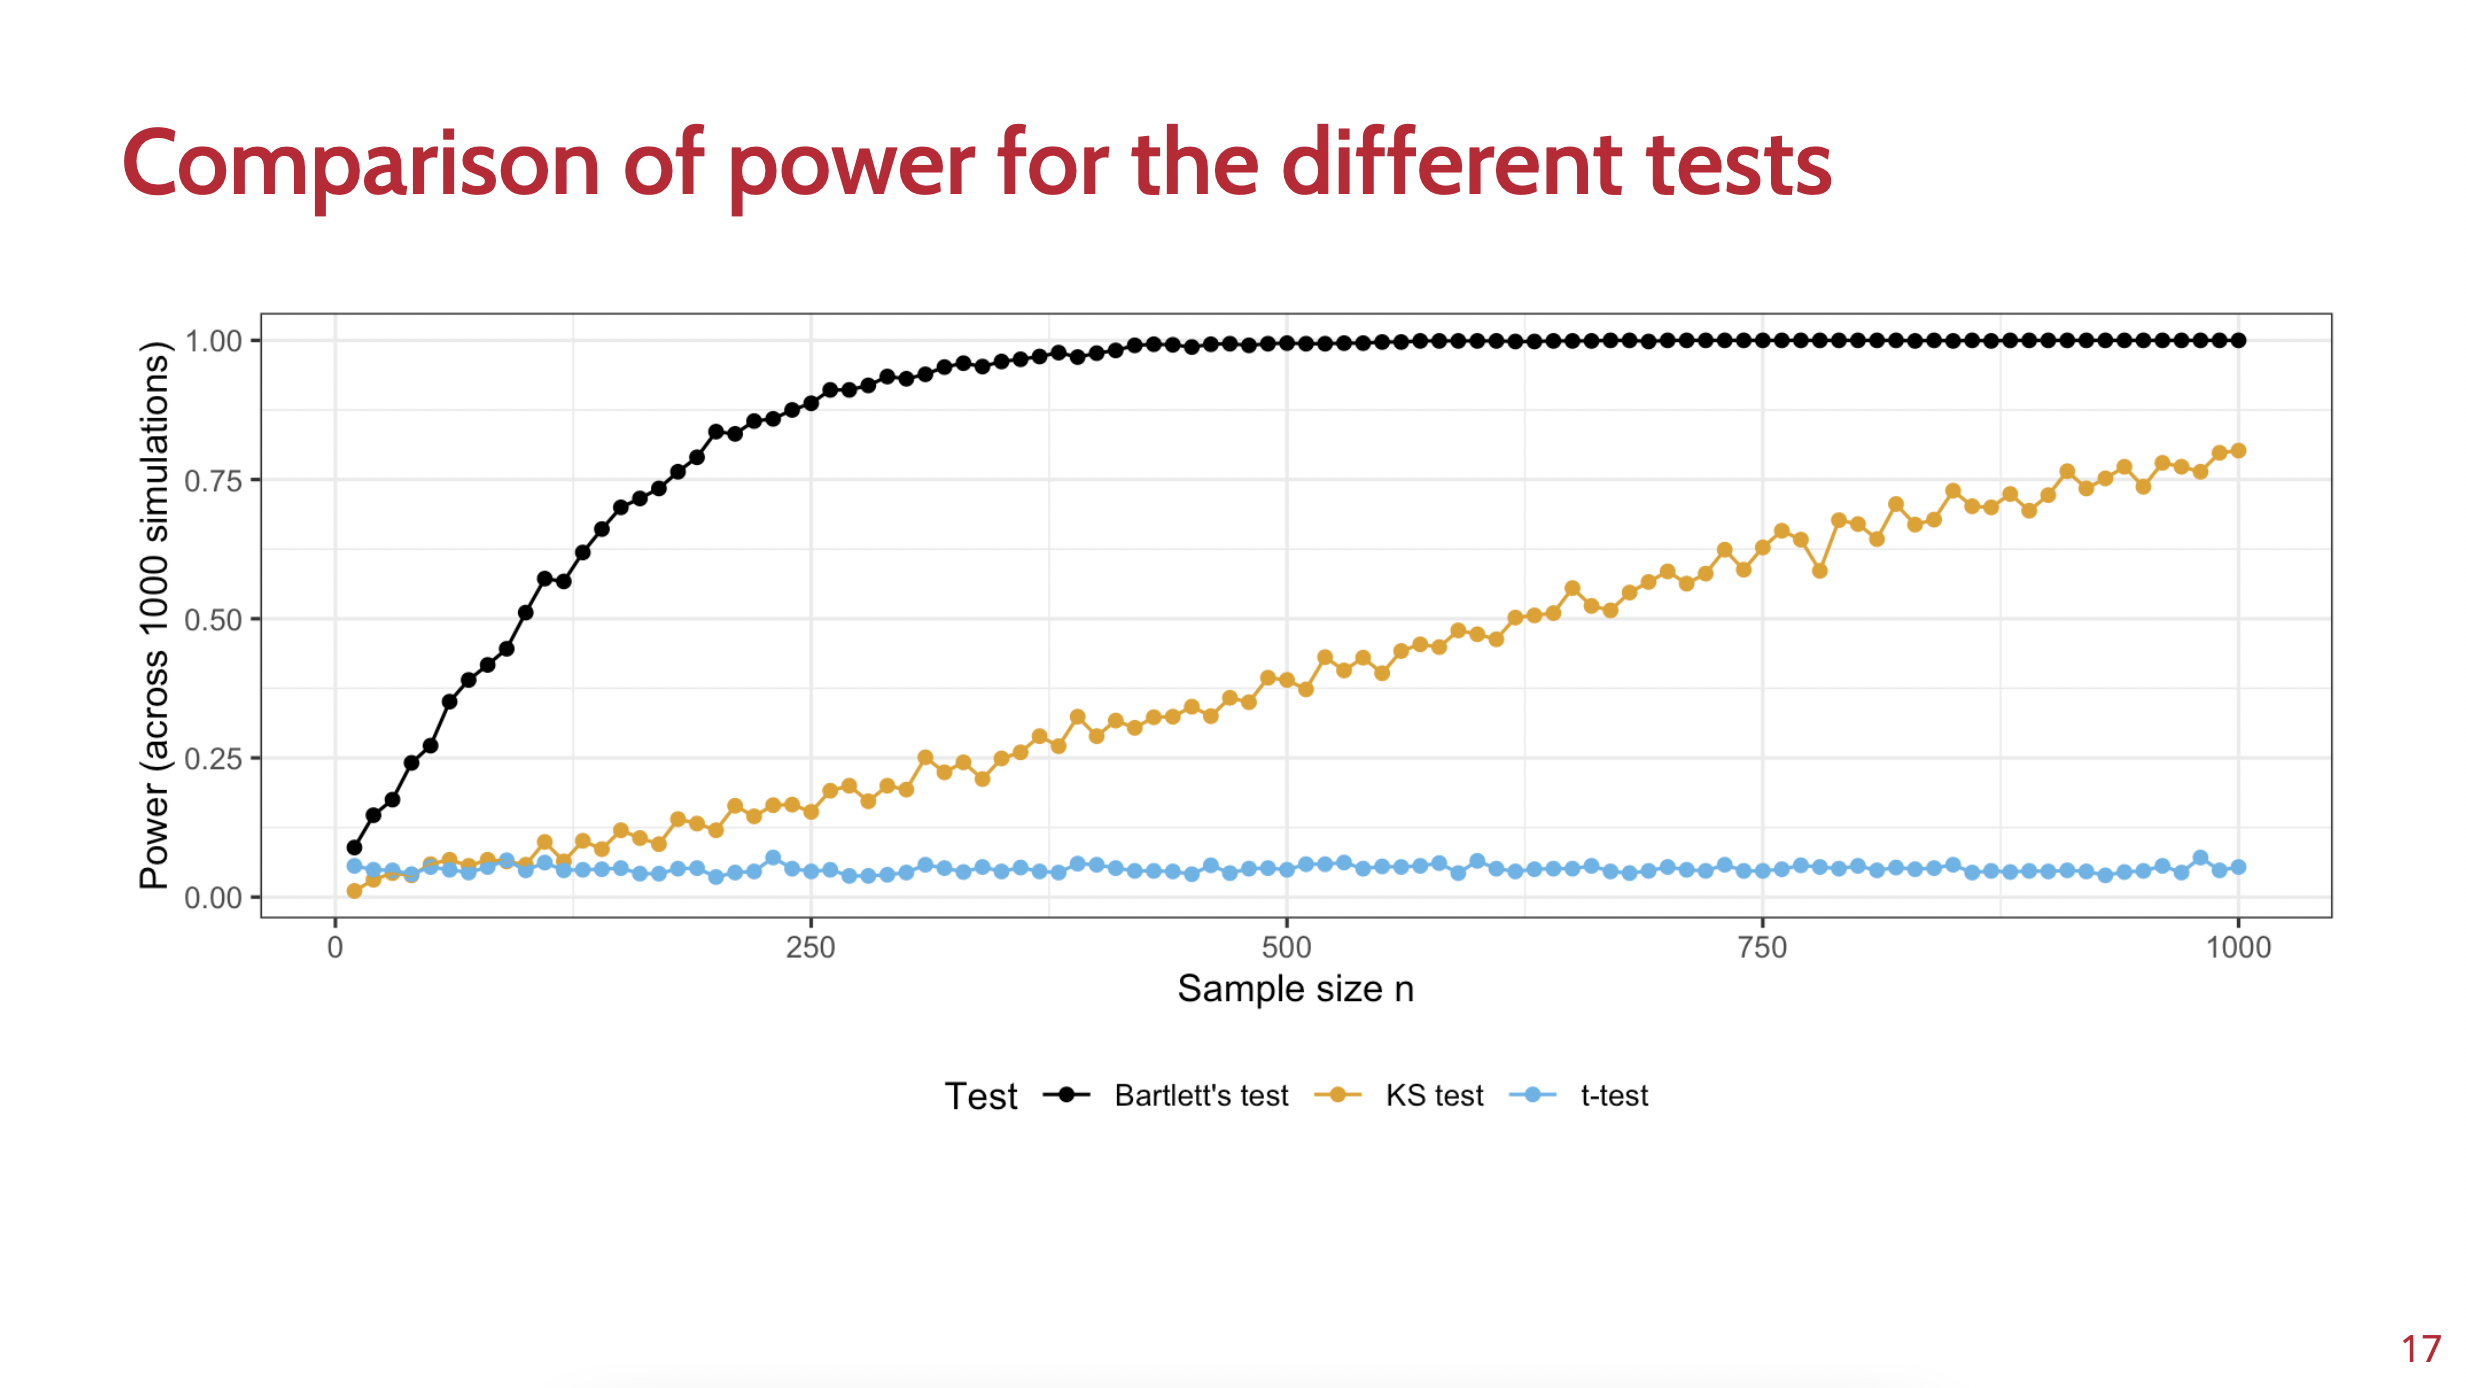 Comparison of power for the different tests
Power (across 1000 simulations)
1.00
0.75
0.50
0.25
0.00
0 250 500 750 1000
Sample size n
Test Bartlett's test KS test t-test
17